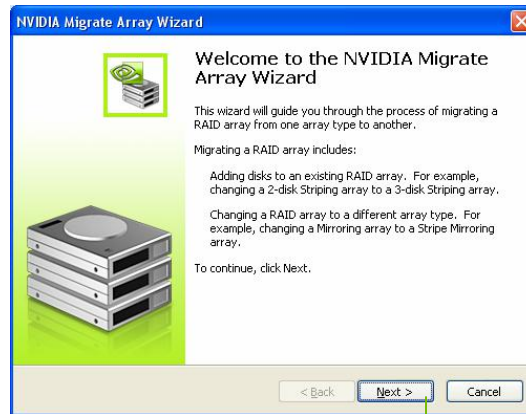 NVIDIA Migrate Array Wizard
Welcome to the NVIDIA Migrate
Array Wizard
This wizard will guide you through the process of migrating a
RAID array from one array type to another.
Migrating a RAID array includes:
Adding disks to an existing RAID array. For example,
changing a 2-disk Striping array to a 3-disk Striping array.
Changing a RAID array to a different array type. For
example, changing a Mirroring array to a Stripe Mirroring
array.
To continue, click Next.
< Back
Next >
Cancel